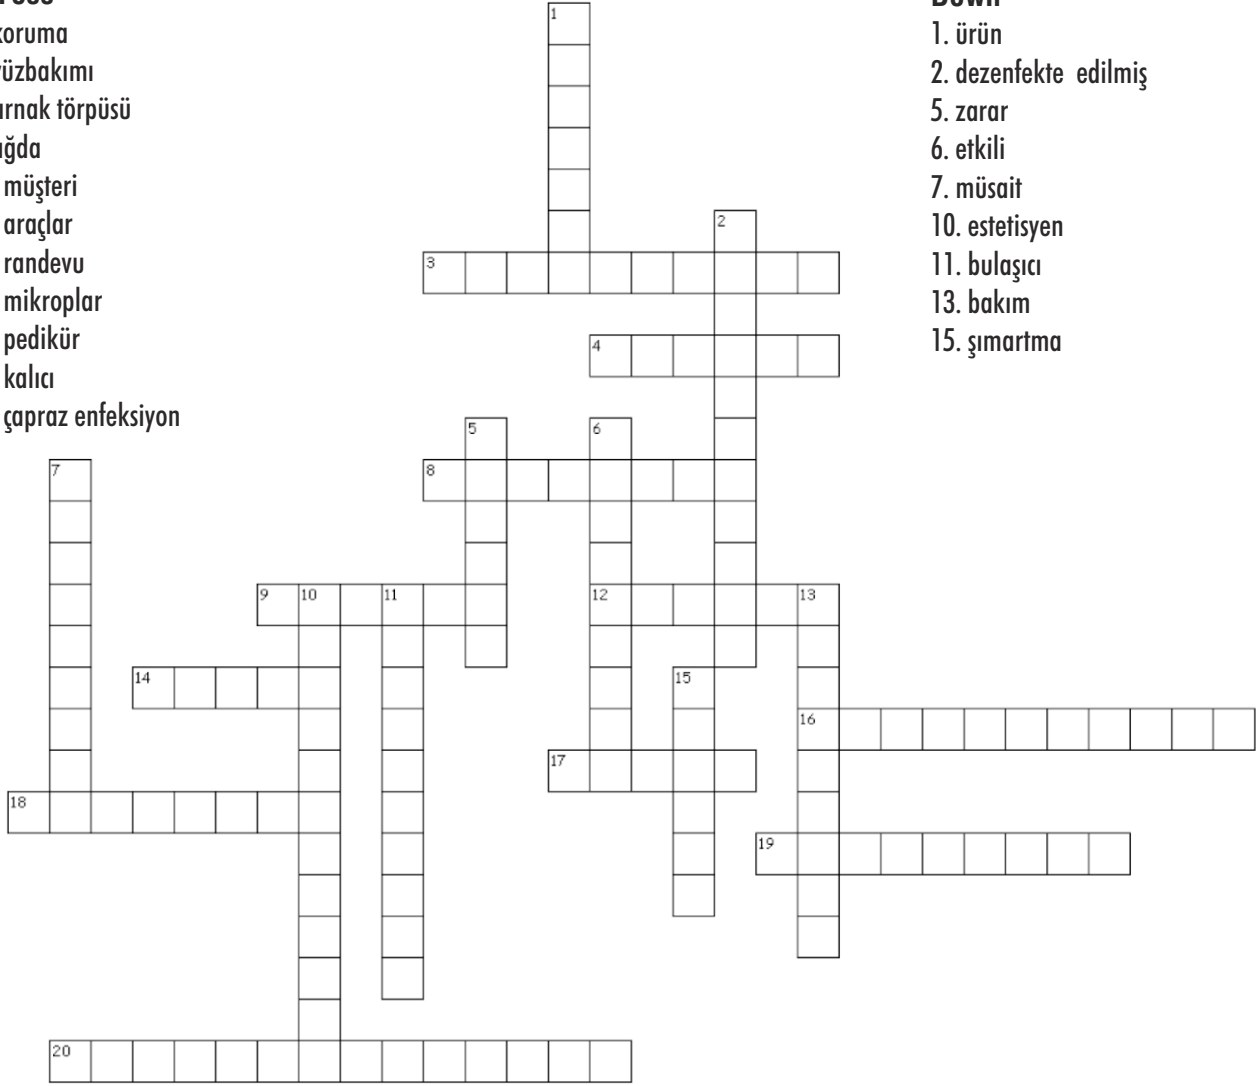 koruma
yüzbakımı
törpüsü
ağda
müşteri
araçlar
randevu
mikroplar
pedikür
kalıcı
çapraz enfeksiyon
Down
1. ürün
2. dezenfekte edilmiş
5. zarar
6. etkili
7. müsait
10. estetisyen
11. bulaşıcı
13. bakım
15. şımartma
1
2
3
4
5 6
7 8
9 10 11 12 13
14 15
16
17
18
19
20